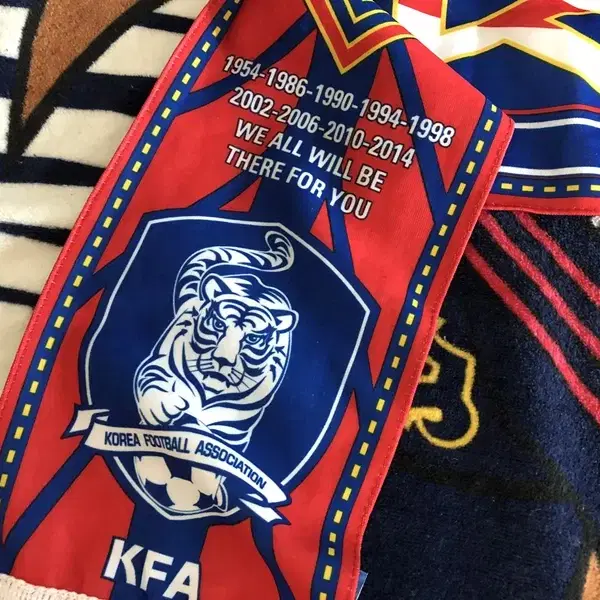 1954-1986-1990-1994-1998
2002-2006-2010-2014
WE ALL WILL BE
THERE FOR YOU
KOREA FOOTBALL ASSOCIATION
KFA